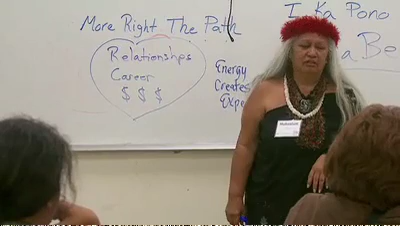 More Right The Path
Relationships
Career
$ $ $
I Ka Pono
Energy
Creates